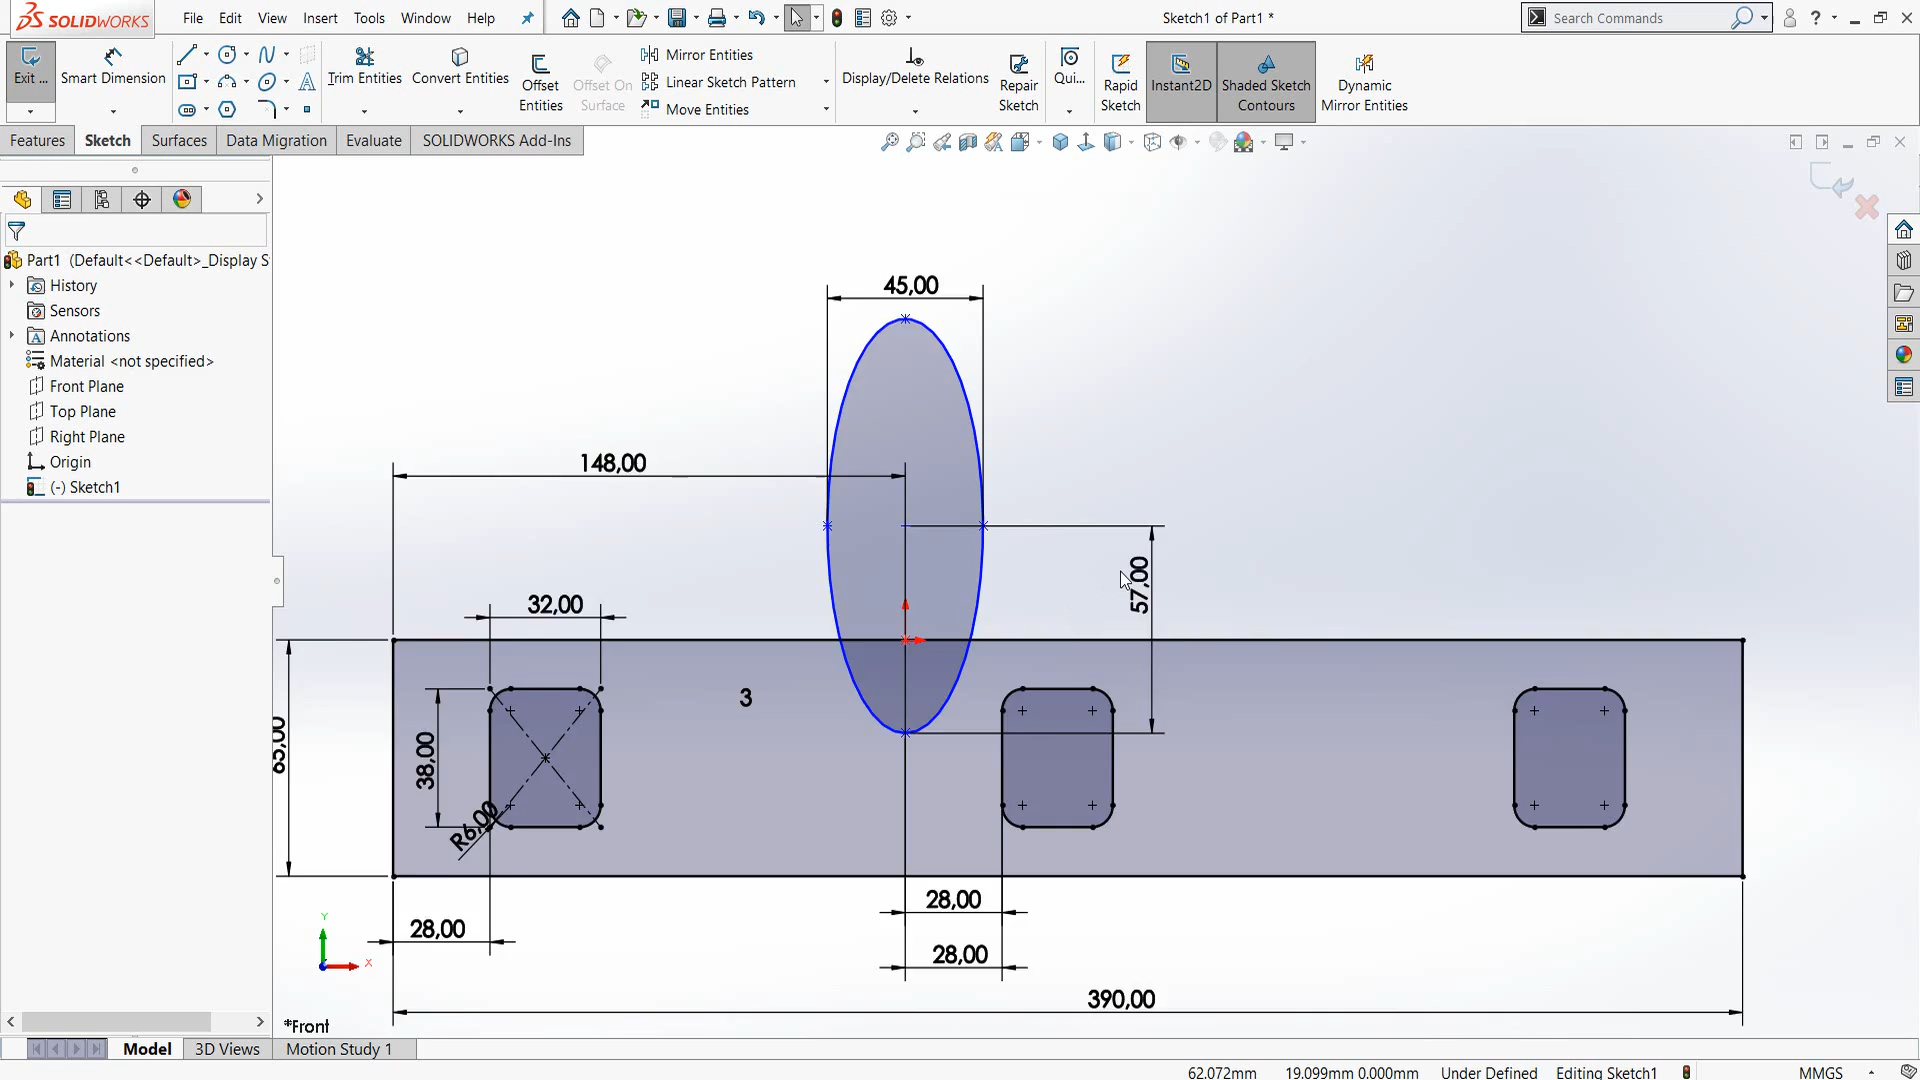 SOLIDWORKS
File Edit View Insert Tools Window Help
Sketch1 of Part1 *
Search Commands
Exit ...
Smart Dimension
Trim Entities
Convert Entities
Offset Entities
Offset On Surface
Mirror Entities
Linear Sketch Pattern
Move Entities
Display/Delete Relations
Repair Sketch
Qui...
Rapid Sketch
Instant2D
Shaded Sketch Contours
Dynamic Mirror Entities
Features Sketch Surfaces Data Migration Evaluate SOLIDWORKS Add-Ins
Part1 (Default<<Default>_Display S
History
Sensors
Annotations
Material <not specified>
Front Plane
Top Plane
Right Plane
Origin
(-) Sketch1
45,00
148,00
57,00
32,00
3
38,00
65,00
R6,00
28,00
28,00
28,00
390,00
Y
X
*Front
Model 3D Views Motion Study 1
62.072mm 19.099mm 0.000mm Under Defined Editing Sketch1 MMGS